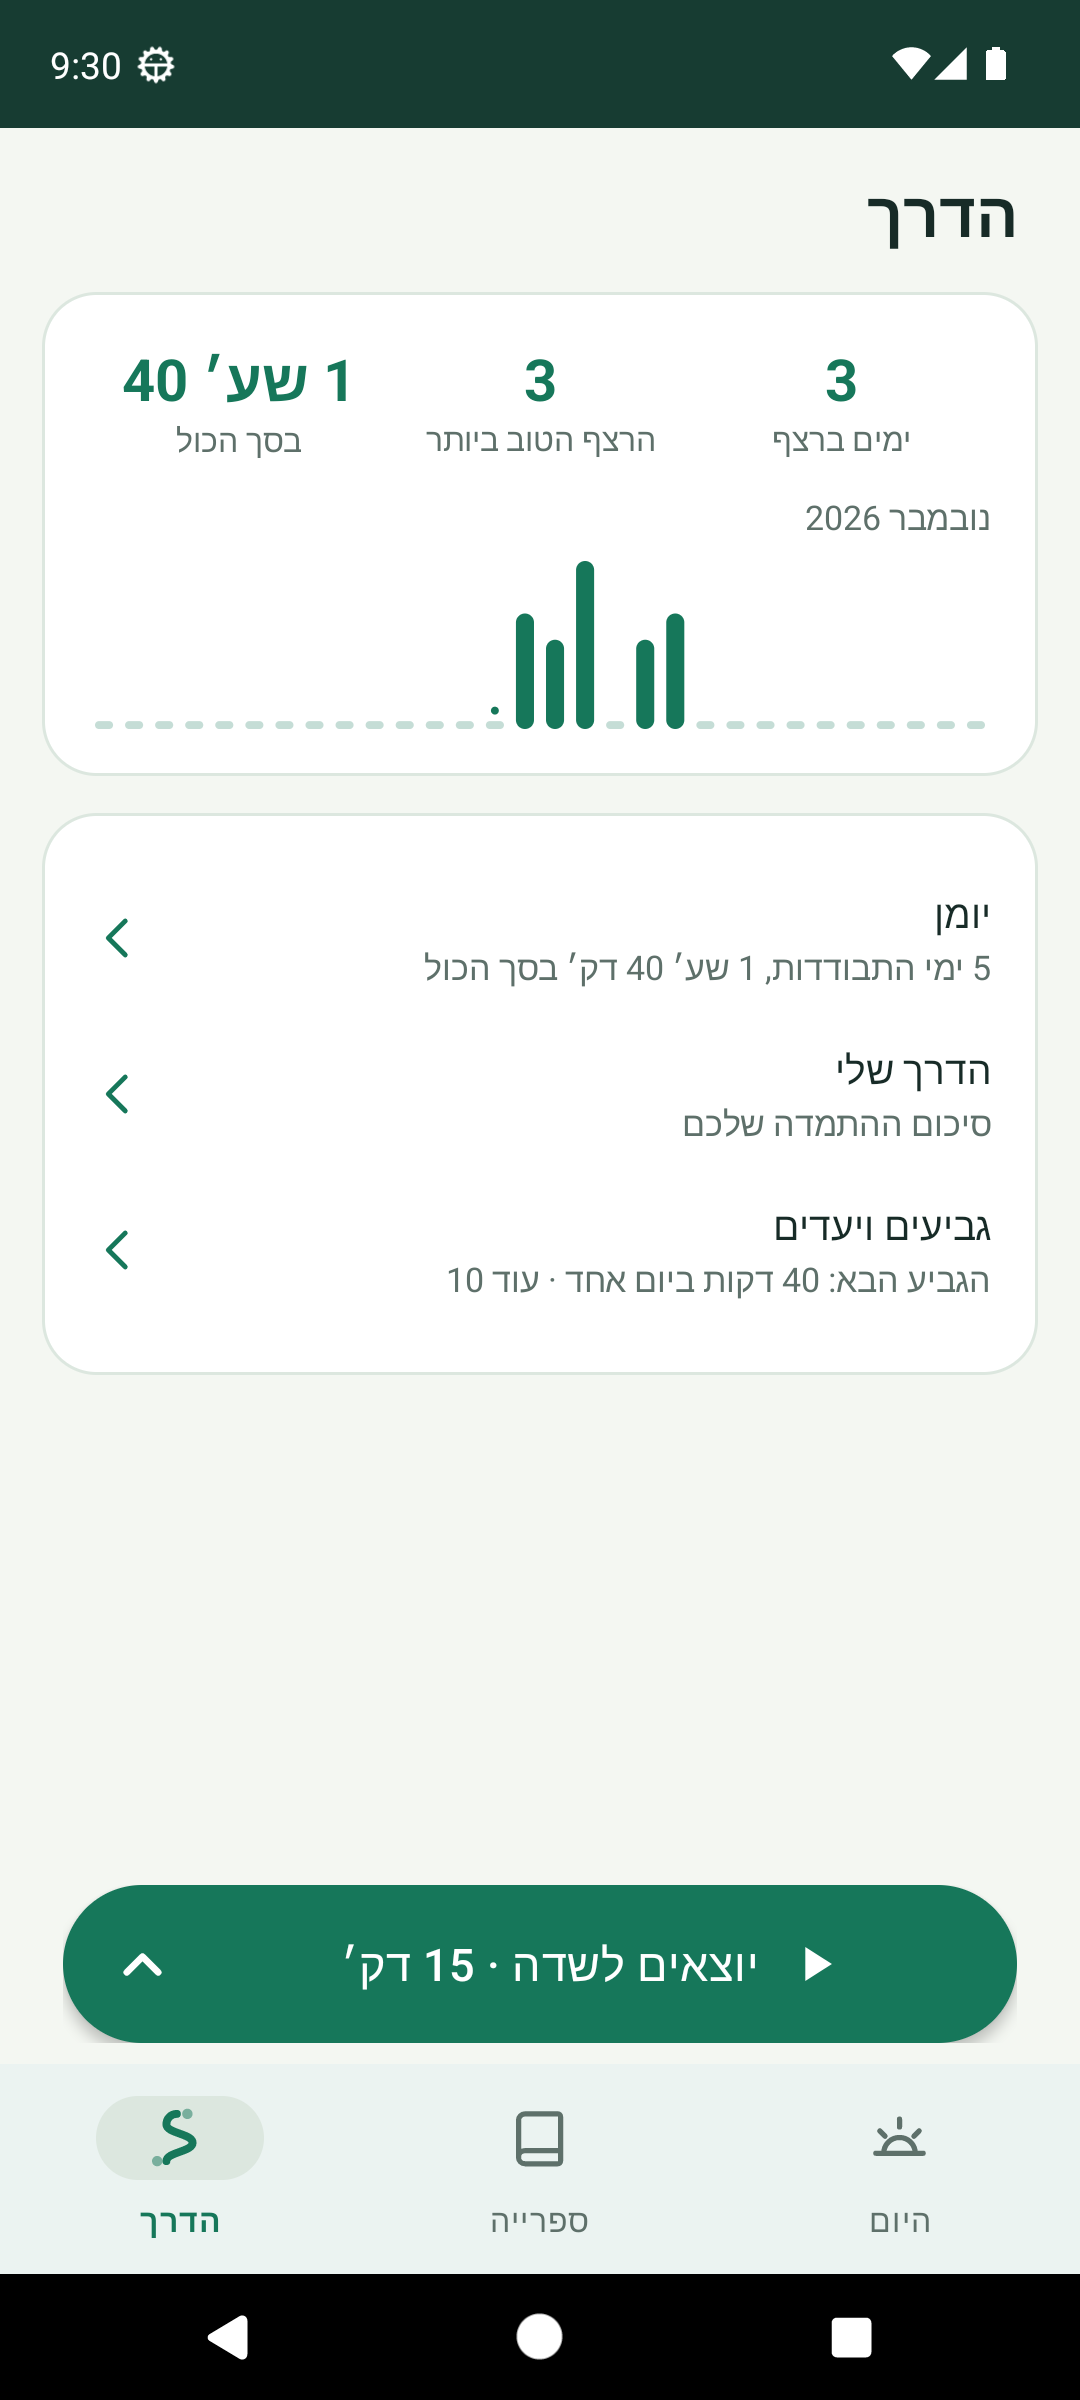 9:30
הדרך
3
ימים ברצף
3
הרצף הטוב ביותר
1 שע׳ 40
בסך הכול
נובמבר 2026
יומן
5 ימי התבודדות, 1 שע׳ 40 דק׳ בסך הכול
הדרך שלי
סיכום ההתמדה שלכם
גביעים ויעדים
הגביע הבא: 40 דקות ביום אחד · עוד 10
יוצאים לשדה · 15 דק׳
היום
ספרייה
הדרך